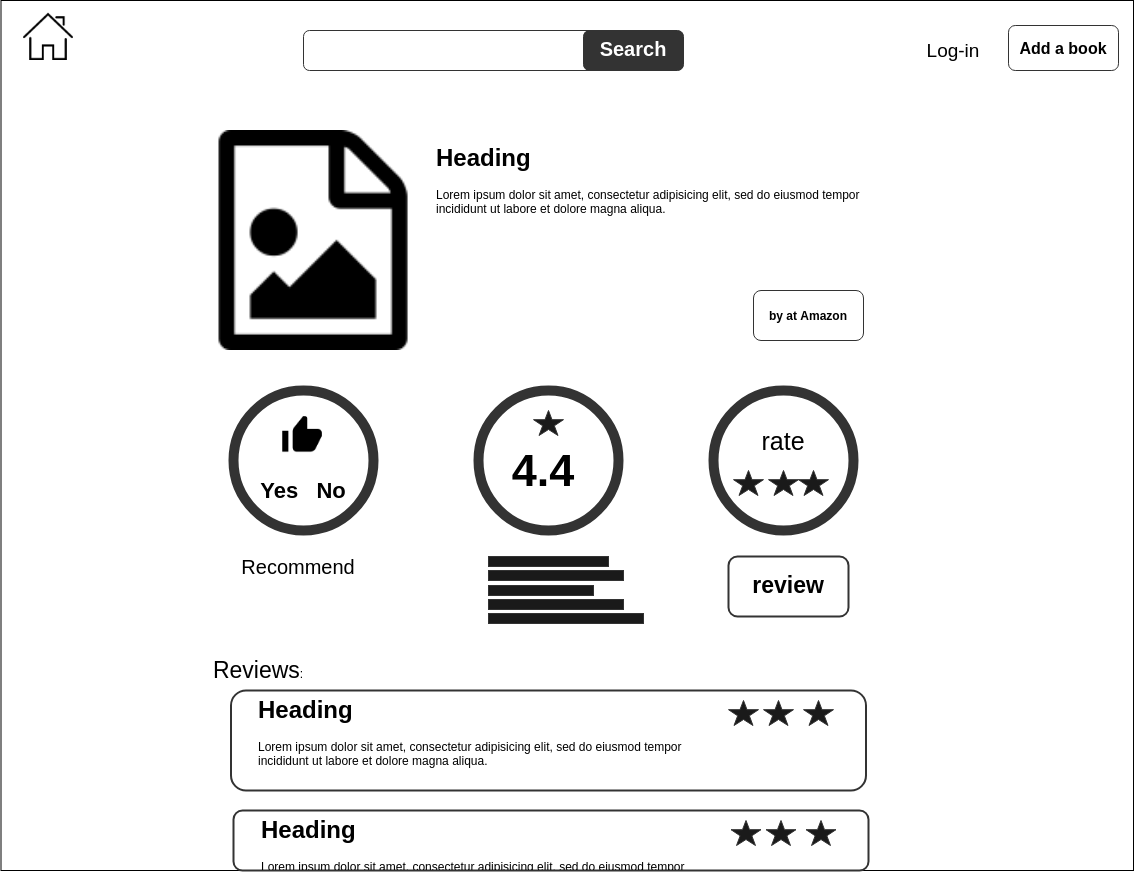 Search
Log-in
Add a book
Heading
Lorem ipsum dolor sit amet, consectetur adipisicing elit, sed do eiusmod tempor
incididunt ut labore et dolore magna aliqua.
by at Amazon
Yes No
4.4
rate
Recommend
review
Reviews:
Heading
Lorem ipsum dolor sit amet, consectetur adipisicing elit, sed do eiusmod tempor
incididunt ut labore et dolore magna aliqua.
Heading
Lorem ipsum dolor sit amet, consectetur adipisicing elit, sed do eiusmod tempor